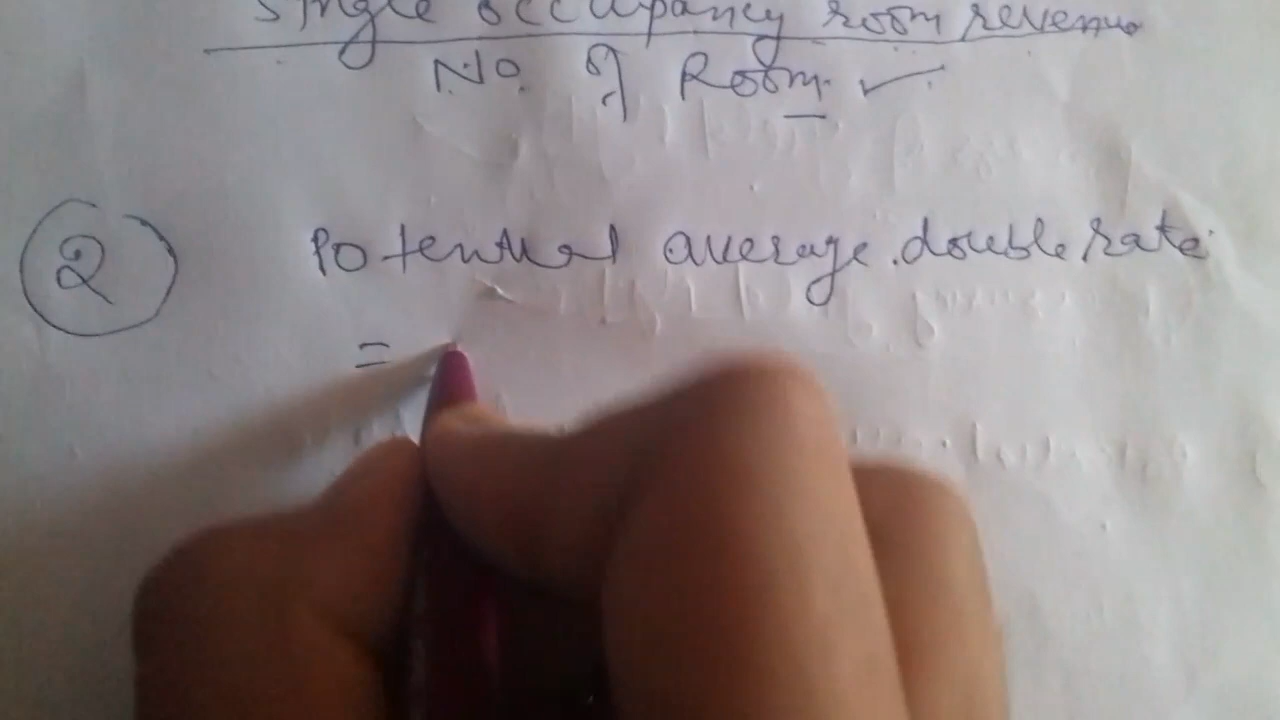 single occupancy room revenue
No. of Room.
2 Potential average double rate
=